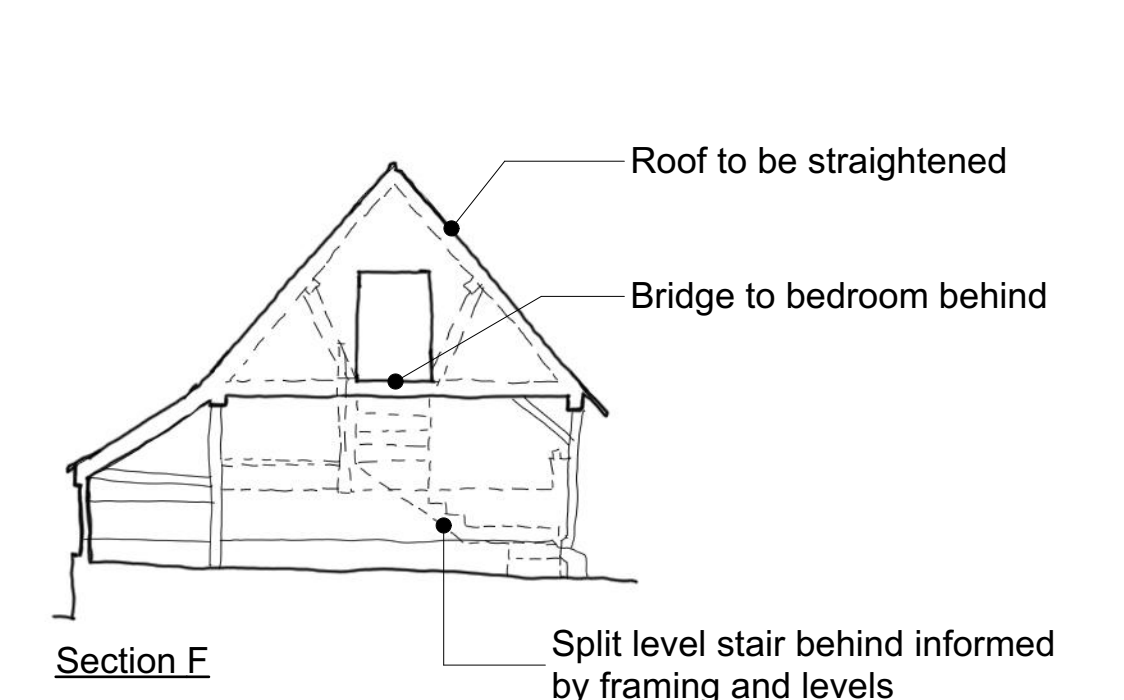 Roof to be straightened
Bridge to bedroom behind
Section F
Split level stair behind informed
by framing and levels